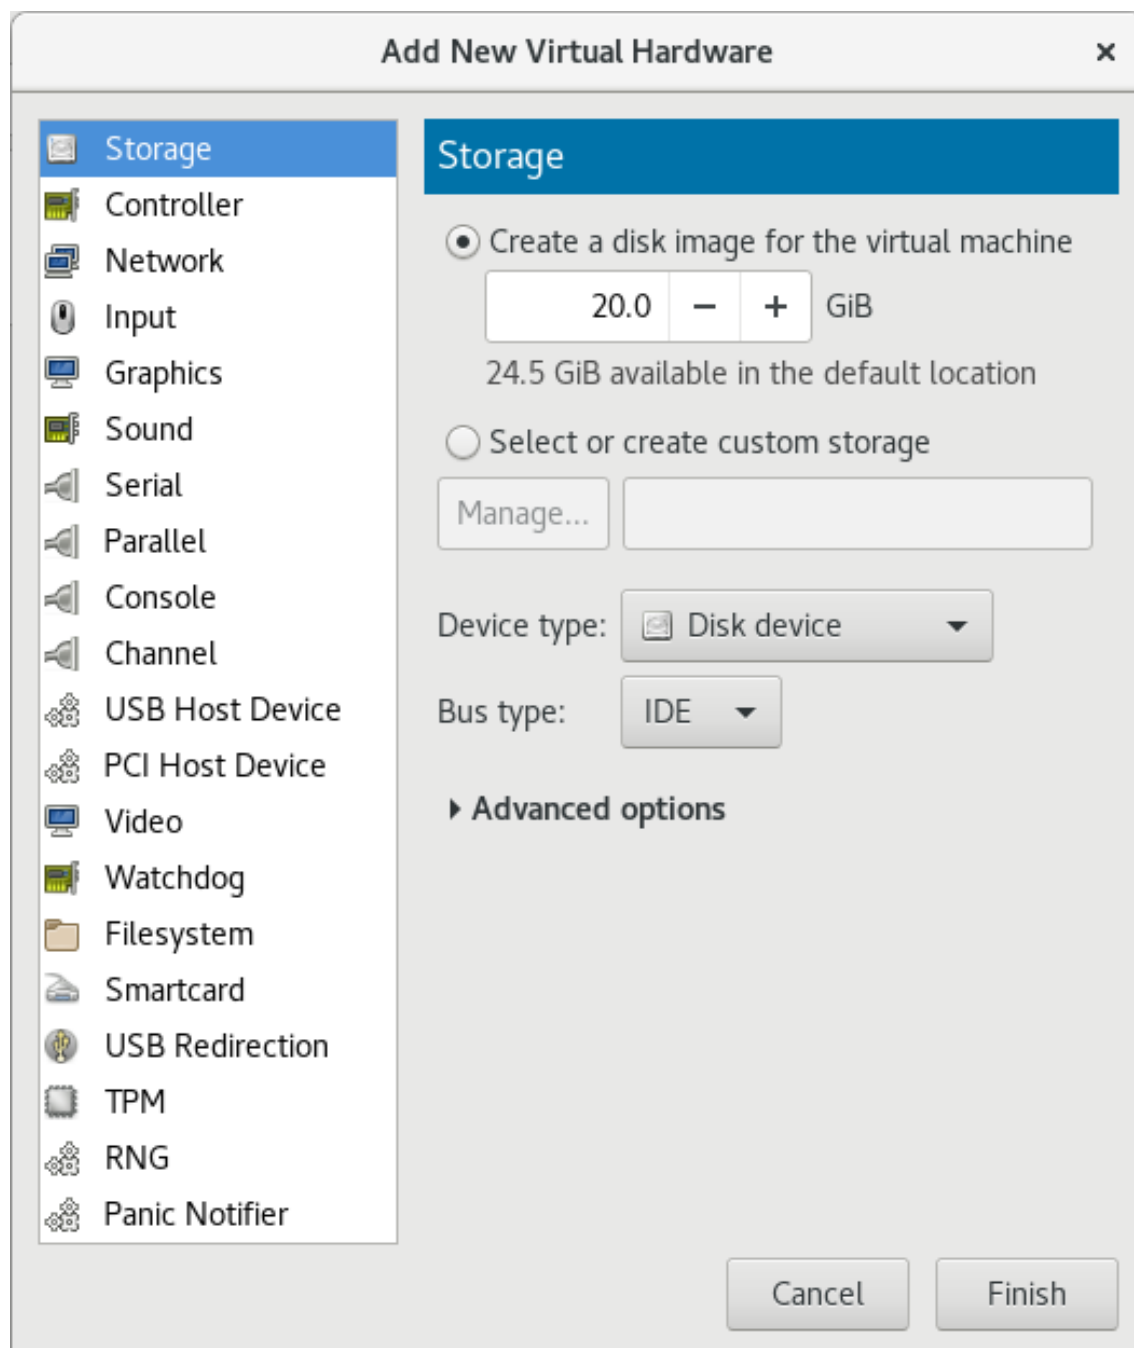 Add New Virtual Hardware
Storage
Controller
Network
Input
Graphics
Sound
Serial
Parallel
Console
Channel
USB Host Device
PCI Host Device
Video
Watchdog
Filesystem
Smartcard
USB Redirection
TPM
RNG
Panic Notifier
Storage
Create a disk image for the virtual machine
20.0 − + GiB
24.5 GiB available in the default location
Select or create custom storage
Manage...
Device type: Disk device
Bus type: IDE
Advanced options
Cancel Finish